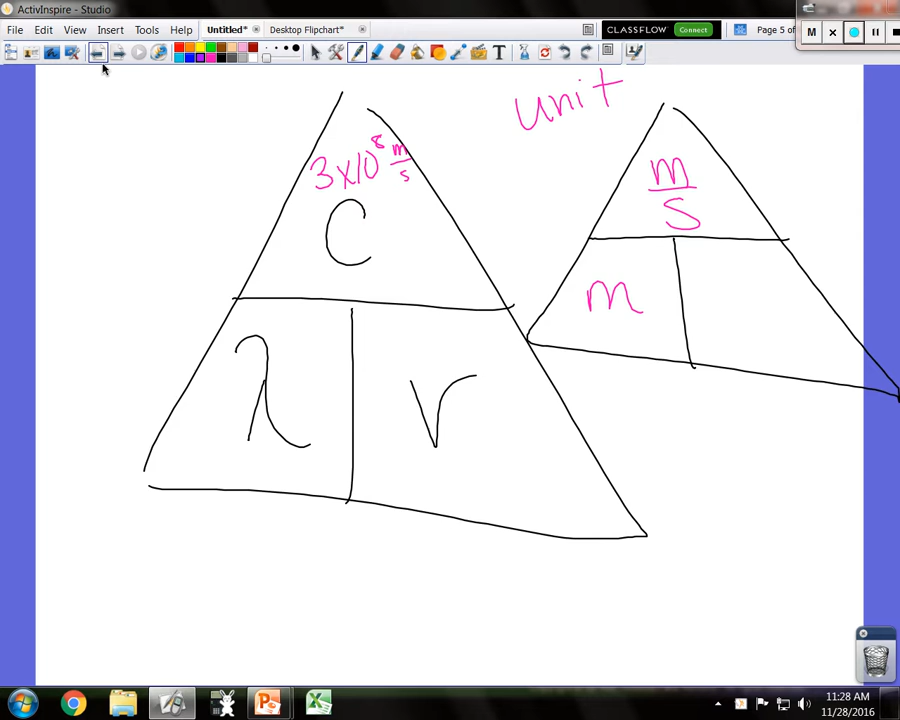 ActivInspire - Studio
File Edit View Insert Tools Help Untitled* Desktop Flipchart* CLASSFLOW Connect Page 5 of
M
T
unit
3x10⁸ m/s
C
m/s
m
λ
ν
11:28 AM
11/28/2016